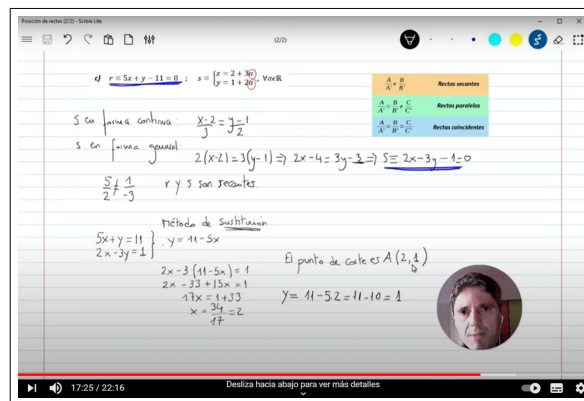 Posición de rectas (2/2) - Scrble Lite
(2/2)
c) r ≡ 5x + y − 11 = 0 ; s ≡ {x = 2 + 3α
y = 1 + 2α , ∀α∈ℝ
A/A' ≠ B/B' Rectas secantes
A/A' = B/B' ≠ C/C' Rectas paralelas
A/A' = B/B' = C/C' Rectas coincidentes
s en forma continua: x-2/3 = y-1/2
s en forma general: 2(x-2)=3(y-1) ⇒ 2x-4=3y-3 ⇒ s≡ 2x-3y-1=0
5/2 ≠ 1/-3 r y s son secantes.
Método de sustitución
5x+y=11
2x-3y=1 } . y=11-5x
2x-3(11-5x)=1
2x-33+15x=1
17x=1+33
x=34/17=2
El punto de corte es A(2,1)
y= 11-5.2=11-10=1
17:25 / 22:16
Desliza hacia abajo para ver más detalles